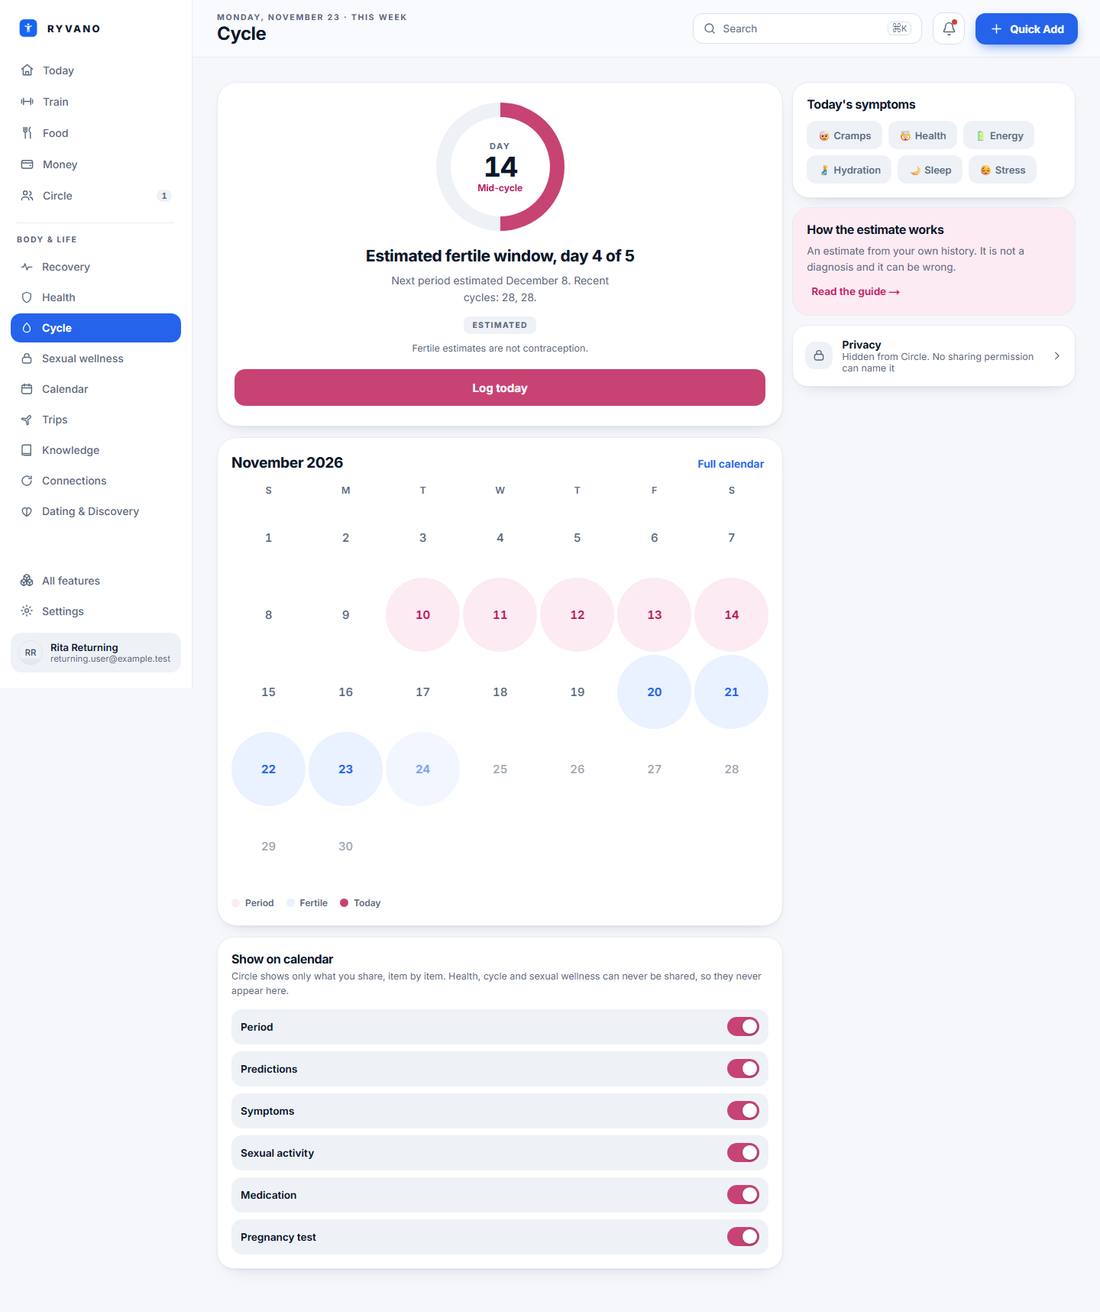 RYVANO
Today
Train
Food
Money
Circle 1
BODY & LIFE
Recovery
Health
Cycle
Sexual wellness
Calendar
Trips
Knowledge
Connections
Dating & Discovery
All features
Settings
RR
Rita Returning
returning.user@example.test
MONDAY, NOVEMBER 23 · THIS WEEK
Cycle
Search ⌘K
Quick Add
DAY
14
Mid-cycle
Estimated fertile window, day 4 of 5
Next period estimated December 8. Recent
cycles: 28, 28.
ESTIMATED
Fertile estimates are not contraception.
Log today
November 2026 Full calendar
S M T W T F S
1 2 3 4 5 6 7
8 9 10 11 12 13 14
15 16 17 18 19 20 21
22 23 24 25 26 27 28
29 30
Period Fertile Today
Show on calendar
Circle shows only what you share, item by item. Health, cycle and sexual wellness can never be shared, so they never
appear here.
Period
Predictions
Symptoms
Sexual activity
Medication
Pregnancy test
Today's symptoms
Cramps Health Energy
Hydration Sleep Stress
How the estimate works
An estimate from your own history. It is not a
diagnosis and it can be wrong.
Read the guide →
Privacy
Hidden from Circle. No sharing permission
can name it